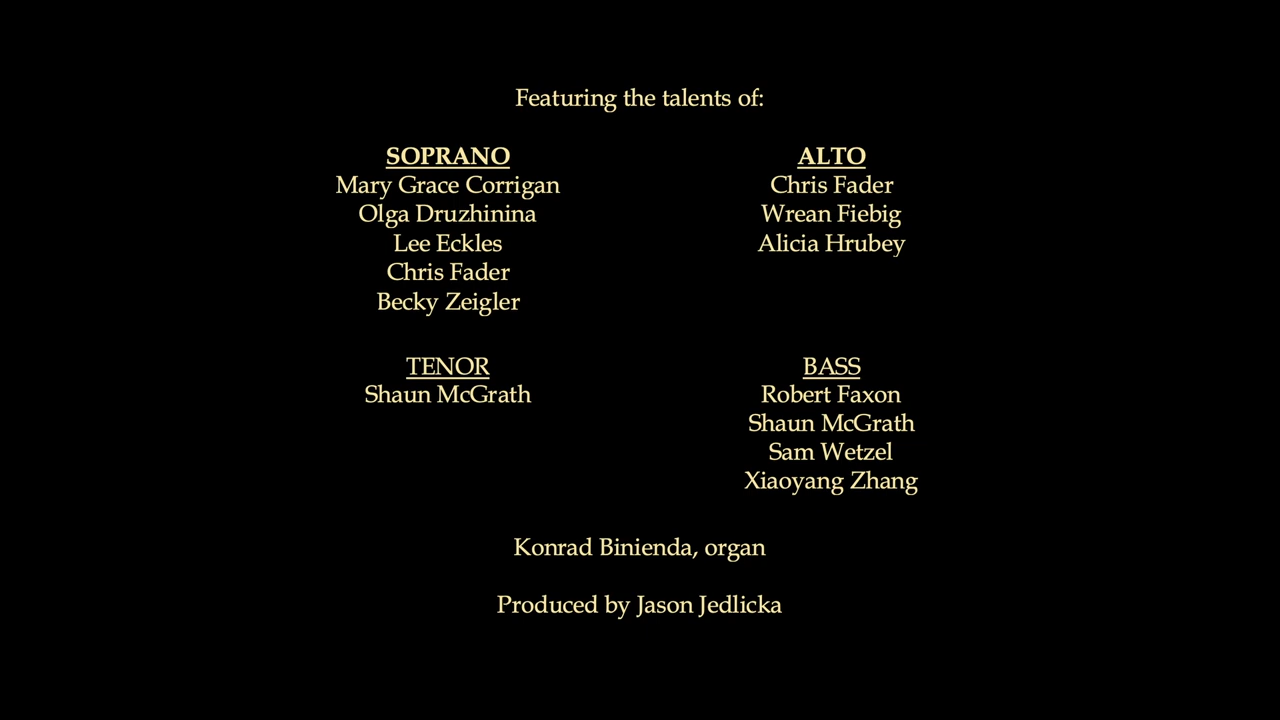 Featuring the talents of:
SOPRANO
Mary Grace Corrigan
Olga Druzhinina
Lee Eckles
Chris Fader
Becky Zeigler
ALTO
Chris Fader
Wrean Fiebig
Alicia Hrubey
TENOR
Shaun McGrath
BASS
Robert Faxon
Shaun McGrath
Sam Wetzel
Xiaoyang Zhang
Konrad Binienda, organ
Produced by Jason Jedlicka